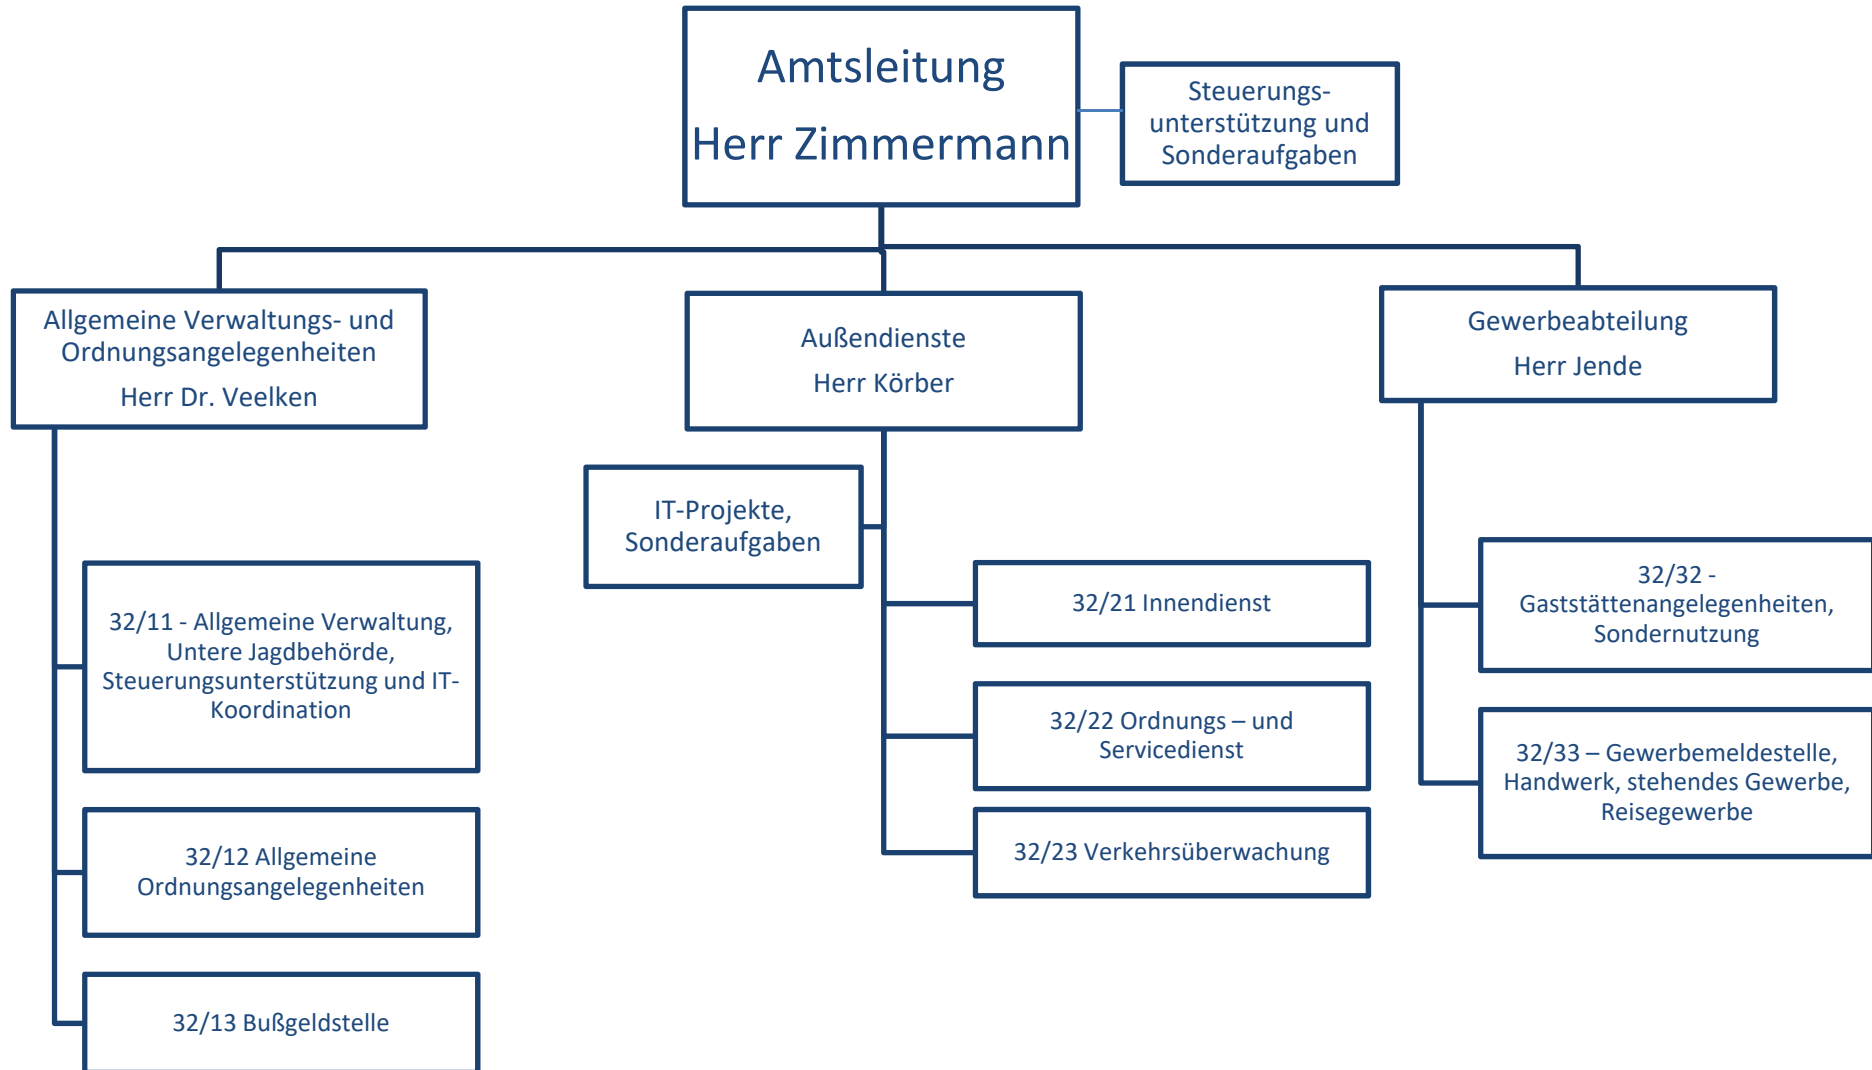 Amtsleitung
Herr Zimmermann
Steuerungs-
unterstützung und
Sonderaufgaben
Allgemeine Verwaltungs- und
Ordnungsangelegenheiten
Herr Dr. Veelken
Außendienste
Herr Körber
Gewerbeabteilung
Herr Jende
IT-Projekte,
Sonderaufgaben
32/11 - Allgemeine Verwaltung,
Untere Jagdbehörde,
Steuerungsunterstützung und IT-
Koordination
32/12 Allgemeine
Ordnungsangelegenheiten
32/13 Bußgeldstelle
32/21 Innendienst
32/22 Ordnungs – und
Servicedienst
32/23 Verkehrsüberwachung
32/32 -
Gaststättenangelegenheiten,
Sondernutzung
32/33 – Gewerbemeldestelle,
Handwerk, stehendes Gewerbe,
Reisegewerbe